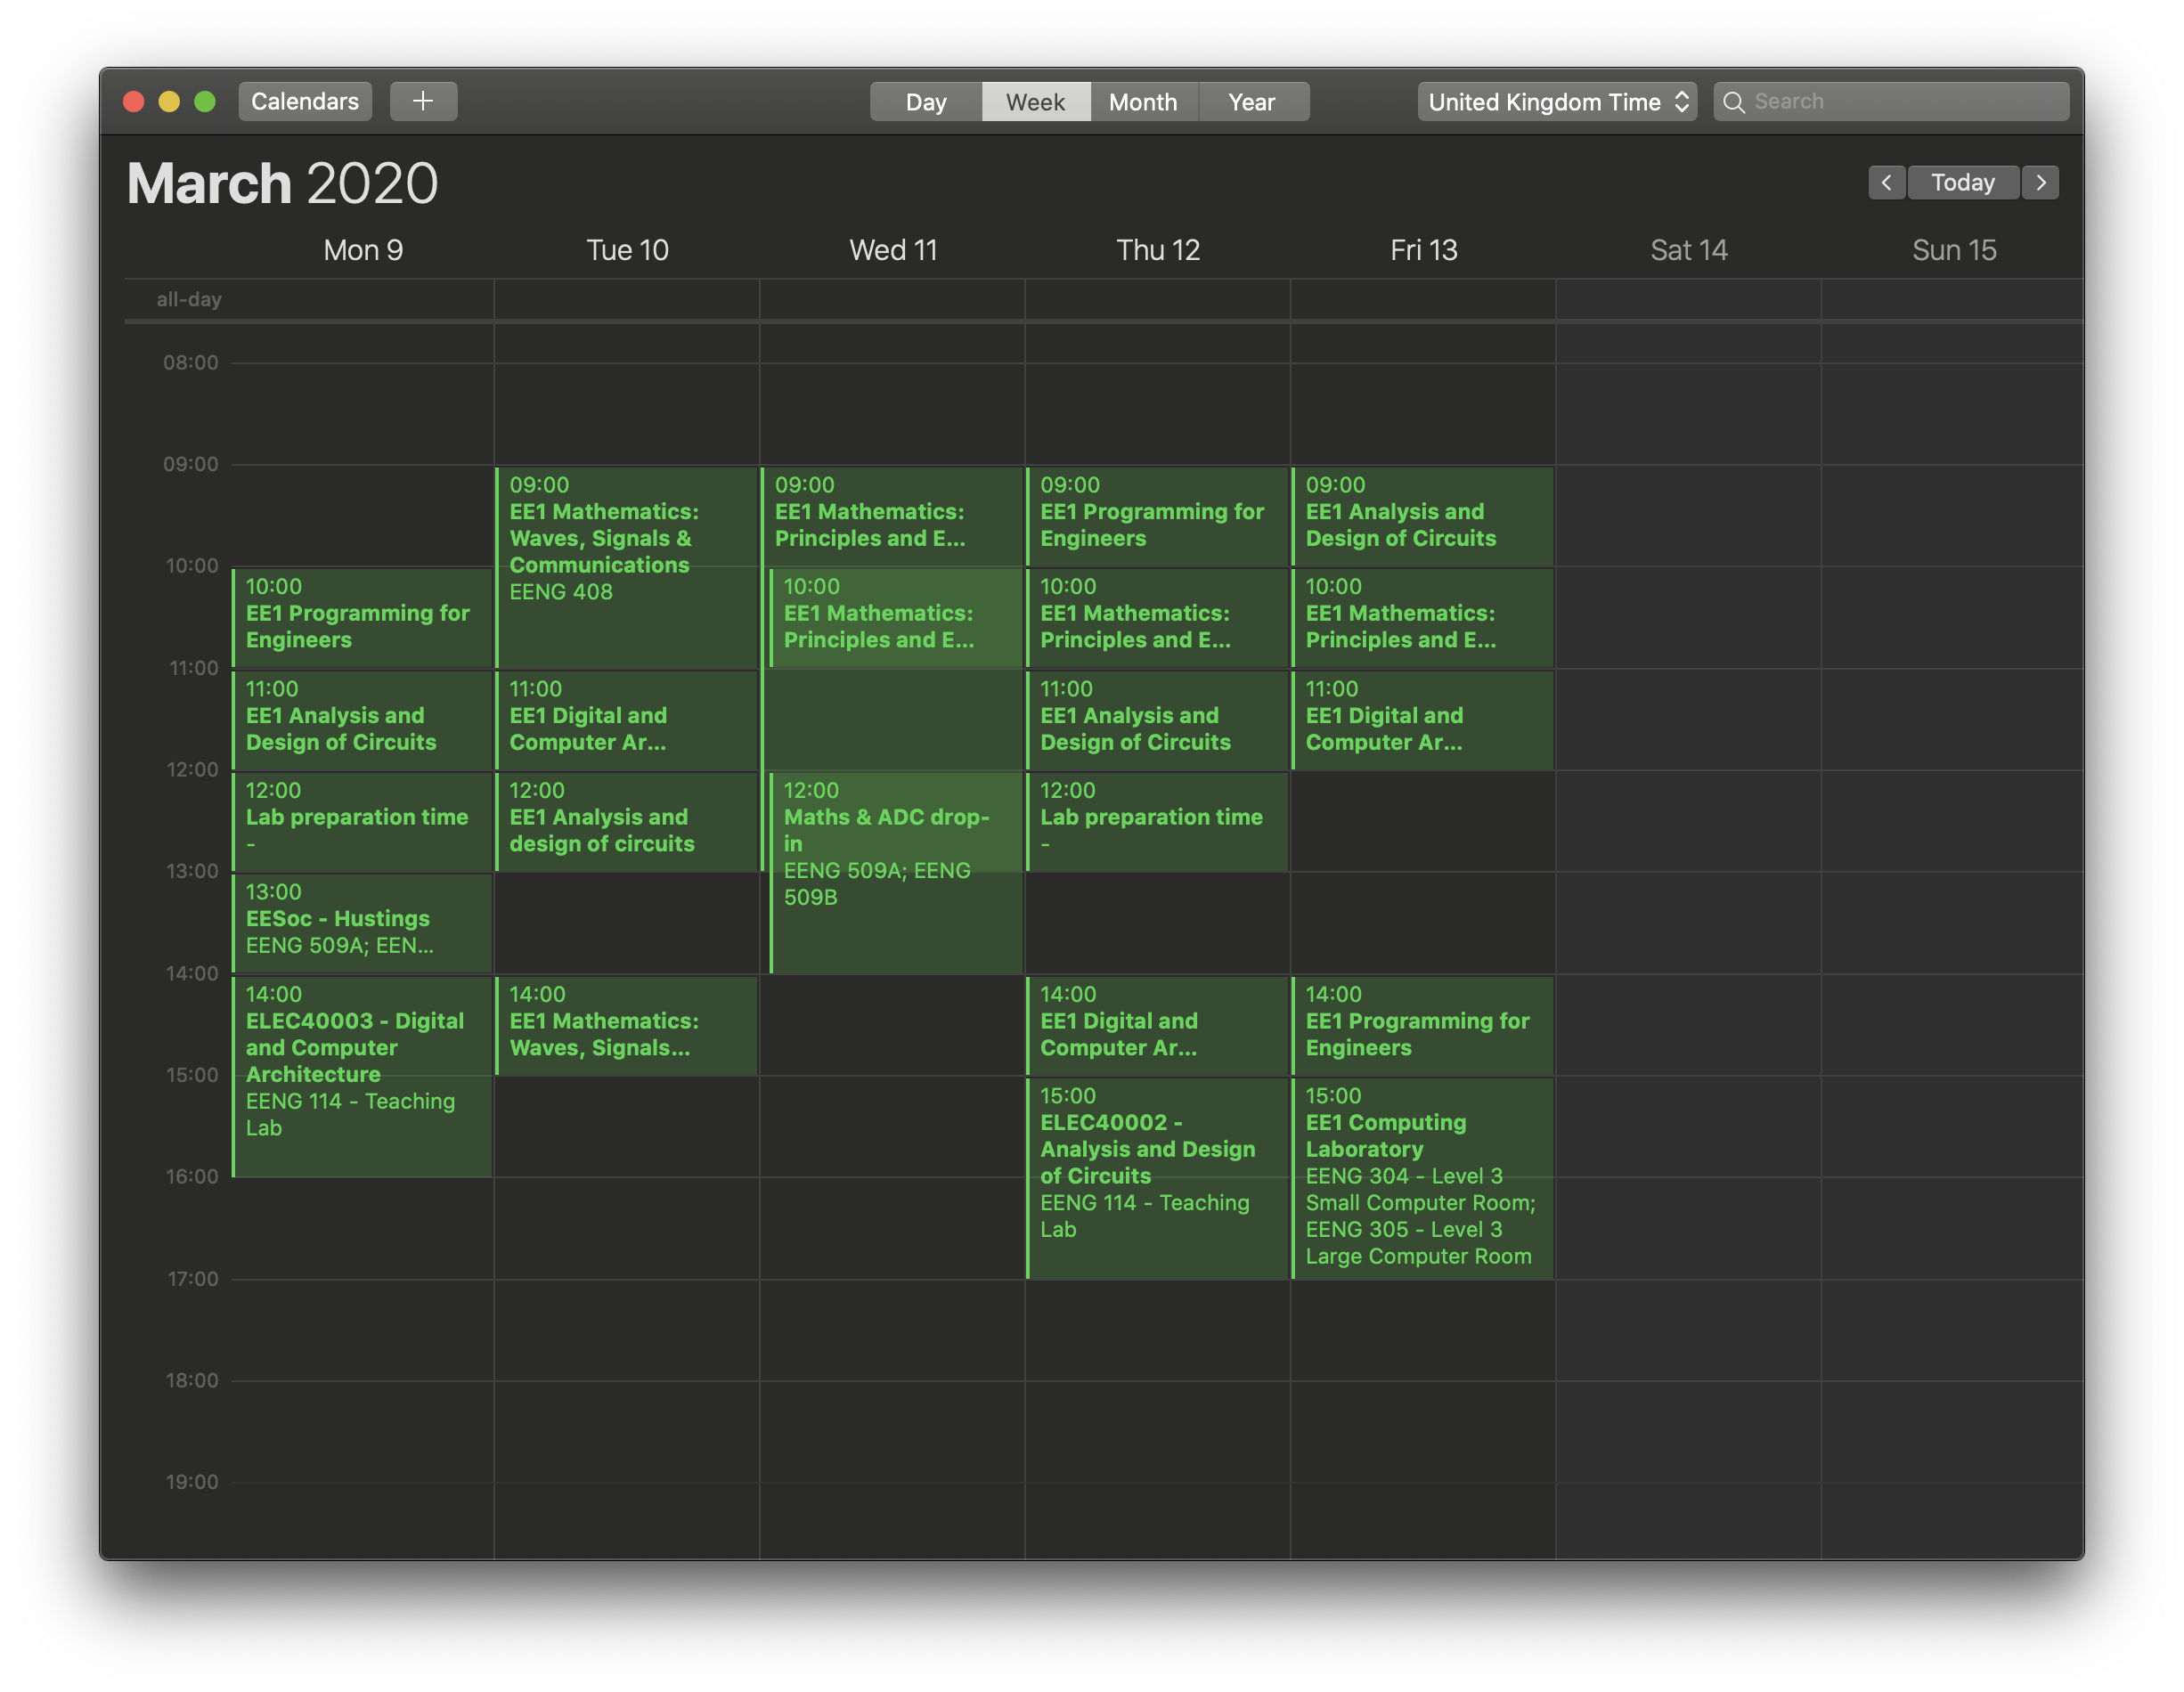 Calendars
Day Week Month Year
United Kingdom Time
Search
March 2020
Today
Mon 9
Tue 10
Wed 11
Thu 12
Fri 13
Sat 14
Sun 15
all-day
08:00
09:00
10:00
11:00
12:00
13:00
14:00
15:00
16:00
17:00
18:00
19:00
10:00
EE1 Programming for
Engineers
11:00
EE1 Analysis and
Design of Circuits
12:00
Lab preparation time
-
13:00
EESoc - Hustings
EENG 509A; EEN...
14:00
ELEC40003 - Digital
and Computer
Architecture
EENG 114 - Teaching
Lab
09:00
EE1 Mathematics:
Waves, Signals &
Communications
EENG 408
11:00
EE1 Digital and
Computer Ar...
12:00
EE1 Analysis and
design of circuits
14:00
EE1 Mathematics:
Waves, Signals...
09:00
EE1 Mathematics:
Principles and E...
10:00
EE1 Mathematics:
Principles and E...
12:00
Maths & ADC drop-
in
EENG 509A; EENG
509B
09:00
EE1 Programming for
Engineers
10:00
EE1 Mathematics:
Principles and E...
11:00
EE1 Analysis and
Design of Circuits
12:00
Lab preparation time
-
14:00
EE1 Digital and
Computer Ar...
15:00
ELEC40002 -
Analysis and Design
of Circuits
EENG 114 - Teaching
Lab
09:00
EE1 Analysis and
Design of Circuits
10:00
EE1 Mathematics:
Principles and E...
11:00
EE1 Digital and
Computer Ar...
14:00
EE1 Programming for
Engineers
15:00
EE1 Computing
Laboratory
EENG 304 - Level 3
Small Computer Room;
EENG 305 - Level 3
Large Computer Room